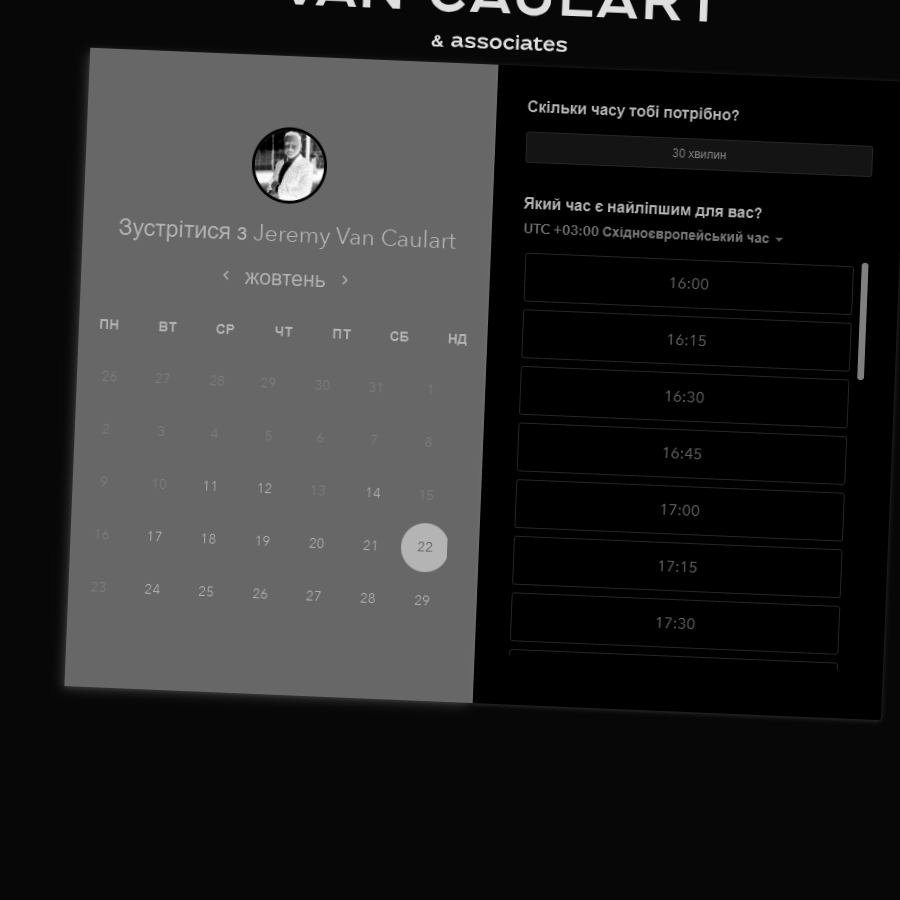 VAN CAULART
& associates
Зустрітися з Jeremy Van Caulart
‹ жовтень ›
ПН ВТ СР ЧТ ПТ СБ НД
26 27 28 29 30 31 1
2 3 4 5 6 7 8
9 10 11 12 13 14 15
16 17 18 19 20 21 22
23 24 25 26 27 28 29
Скільки часу тобі потрібно?
30 хвилин
Який час є найліпшим для вас?
UTC +03:00 Східноєвропейський час
16:00
16:15
16:30
16:45
17:00
17:15
17:30